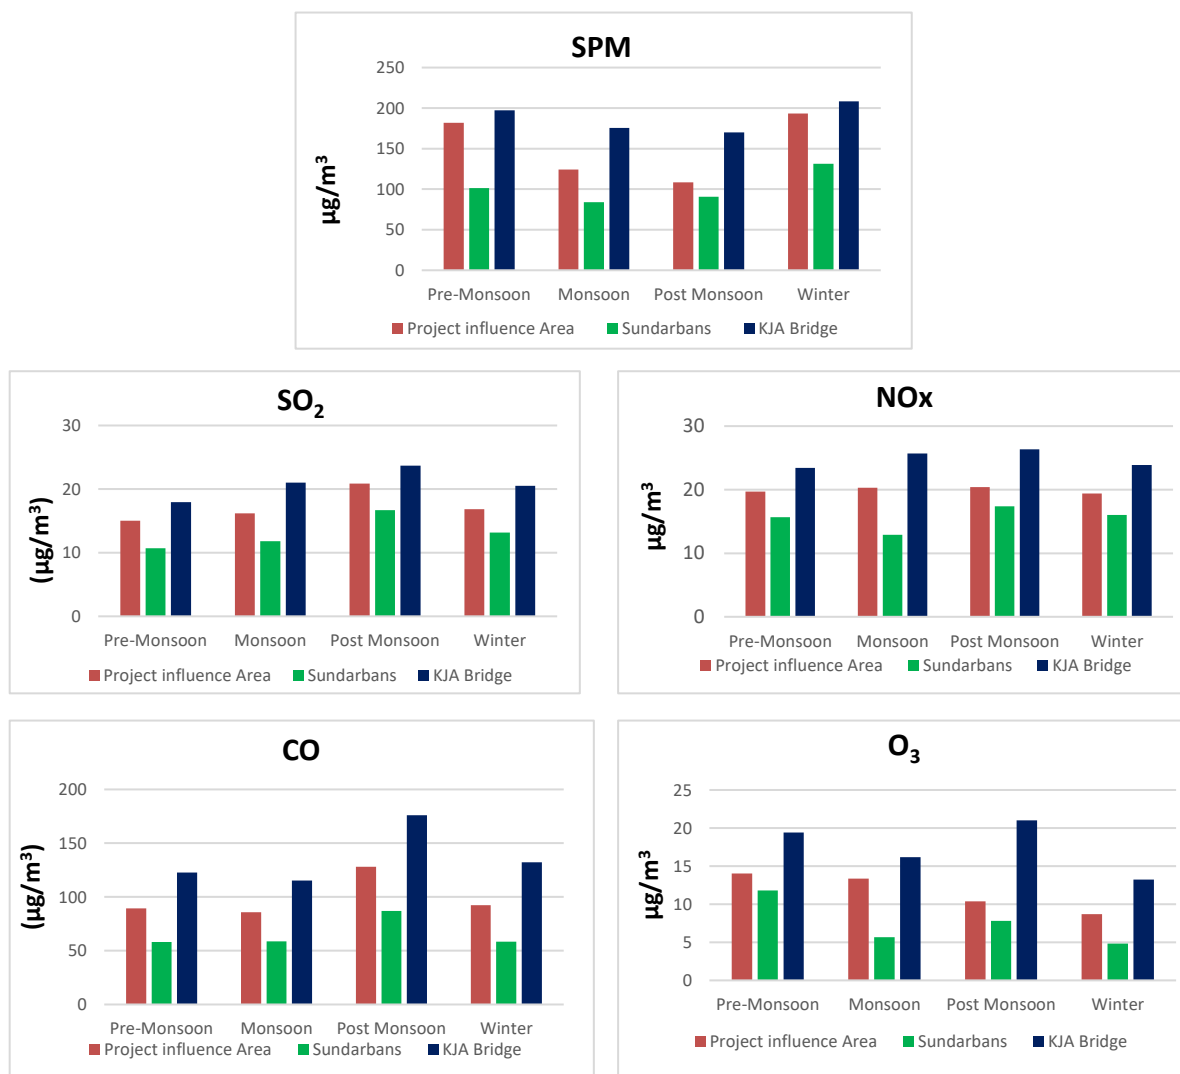 SPM
µg/m³
250
200
150
100
50
0
Pre-Monsoon Monsoon Post Monsoon Winter
Project influence Area Sundarbans KJA Bridge
SO₂
(µg/m³)
30
20
10
0
Pre-Monsoon Monsoon Post Monsoon Winter
Project influence Area Sundarbans KJA Bridge
NOx
µg/m³
30
20
10
0
Pre-Monsoon Monsoon Post Monsoon Winter
Project influence Area Sundarbans KJA Bridge
CO
(µg/m³)
200
150
100
50
0
Pre-Monsoon Monsoon Post Monsoon Winter
Project influence Area Sundarbans KJA Bridge
O₃
µg/m³
25
20
15
10
5
0
Pre-Monsoon Monsoon Post Monsoon Winter
Project influence Area Sundarbans KJA Bridge